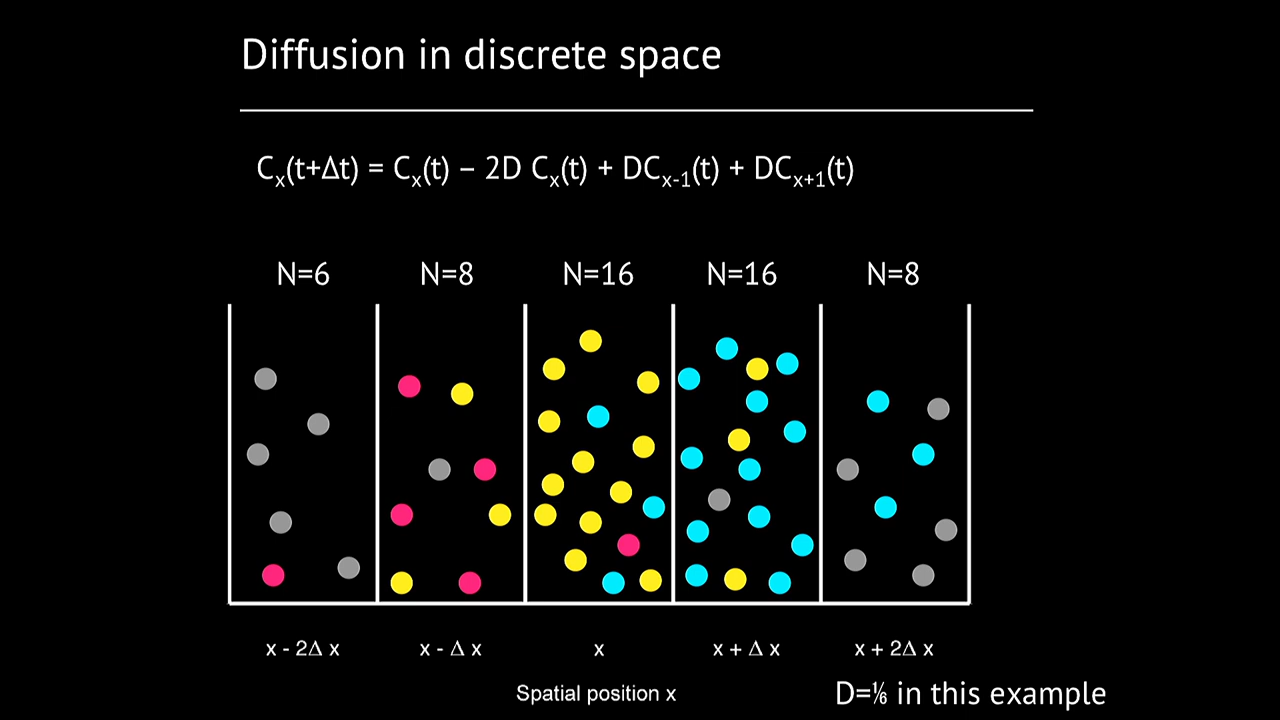 Diffusion in discrete space
Cₓ(t+Δt) = Cₓ(t) – 2D Cₓ(t) + DCₓ₋₁(t) + DCₓ₊₁(t)
N=6 N=8 N=16 N=16 N=8
x - 2Δ x x - Δ x x x + Δ x x + 2Δ x
Spatial position x
D=⅙ in this example